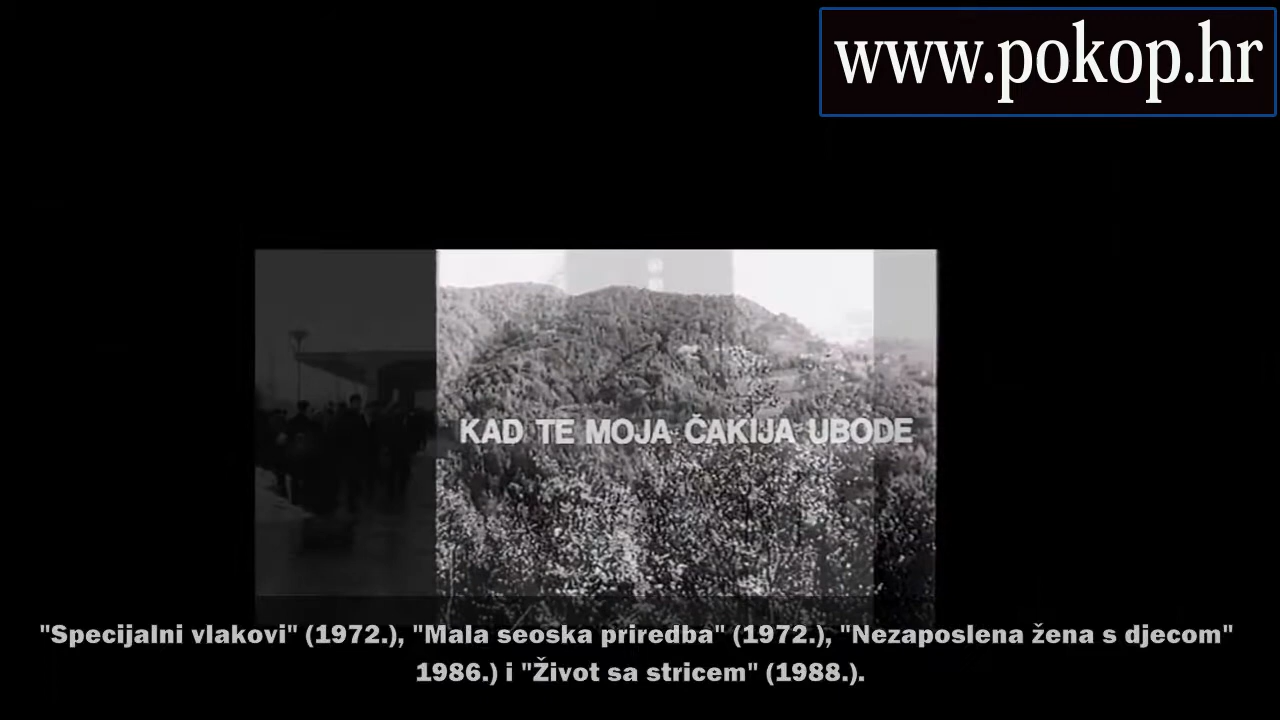 www.pokop.hr
KAD TE MOJA ČAKIJA UBODE
"Specijalni vlakovi" (1972.), "Mala seoska priredba" (1972.), "Nezaposlena žena s djecom"
1986.) i "Život sa stricem" (1988.).